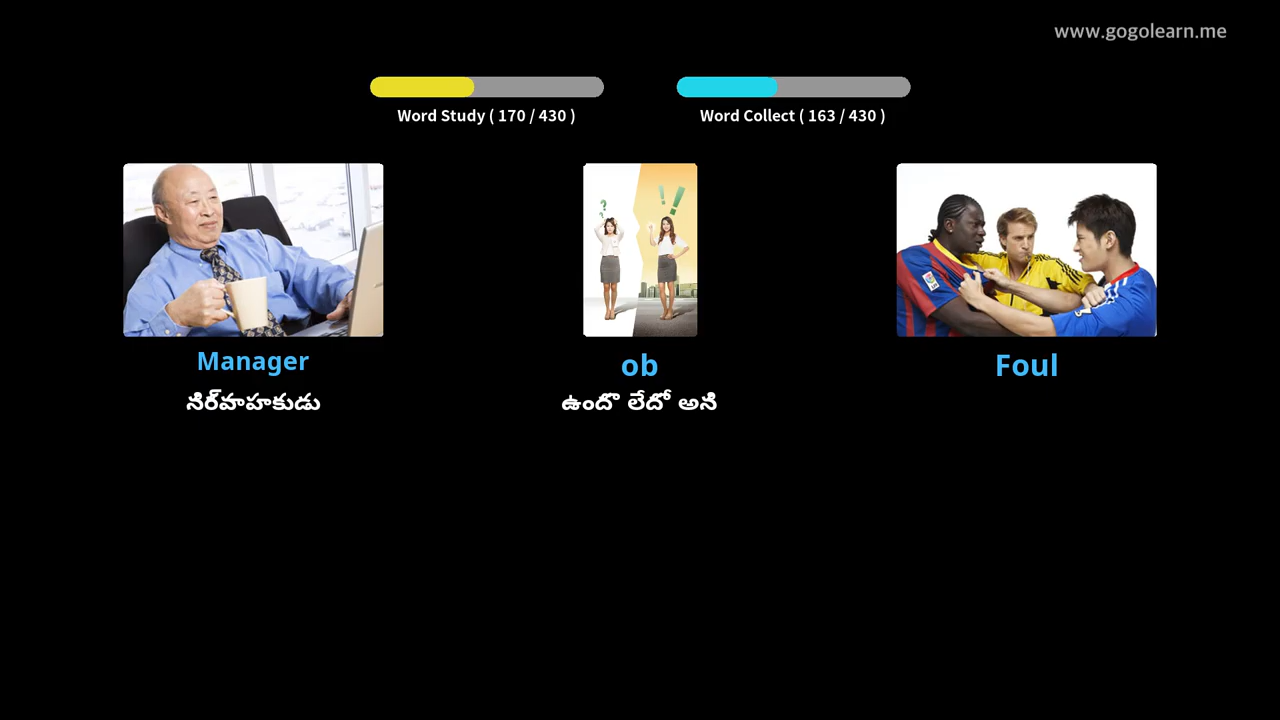 www.gogolearn.me
Word Study ( 170 / 430 )
Word Collect ( 163 / 430 )
Manager
ob
Foul
నిర్‌వాహకుడు
ఉందొ లేదో అని